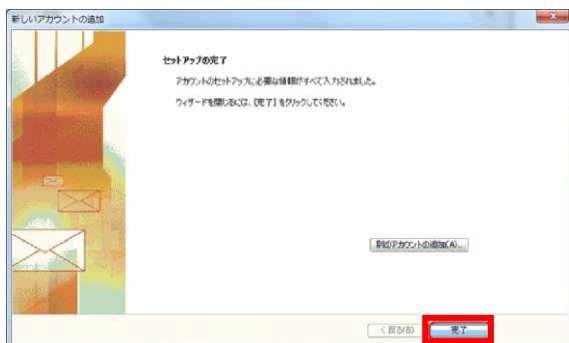 新しいアカウントの追加
セットアップの完了
アカウントのセットアップに必要な情報がすべて入力されました。
ウィザードを閉じるには、[完了] をクリックしてください。
別のアカウントの追加(A)...
< 戻る(B)
完了